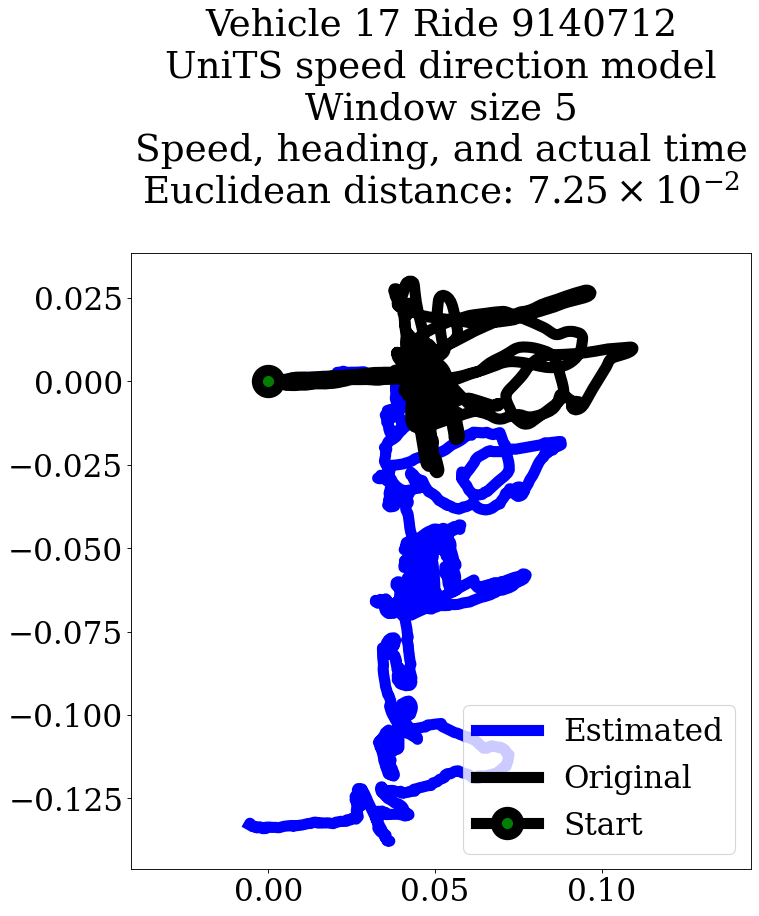 Vehicle 17 Ride 9140712
UniTS speed direction model
Window size 5
Speed, heading, and actual time
Euclidean distance: 7.25 × 10⁻²
0.025
0.000
−0.025
−0.050
−0.075
−0.100
−0.125
Estimated
Original
Start
0.00 0.05 0.10